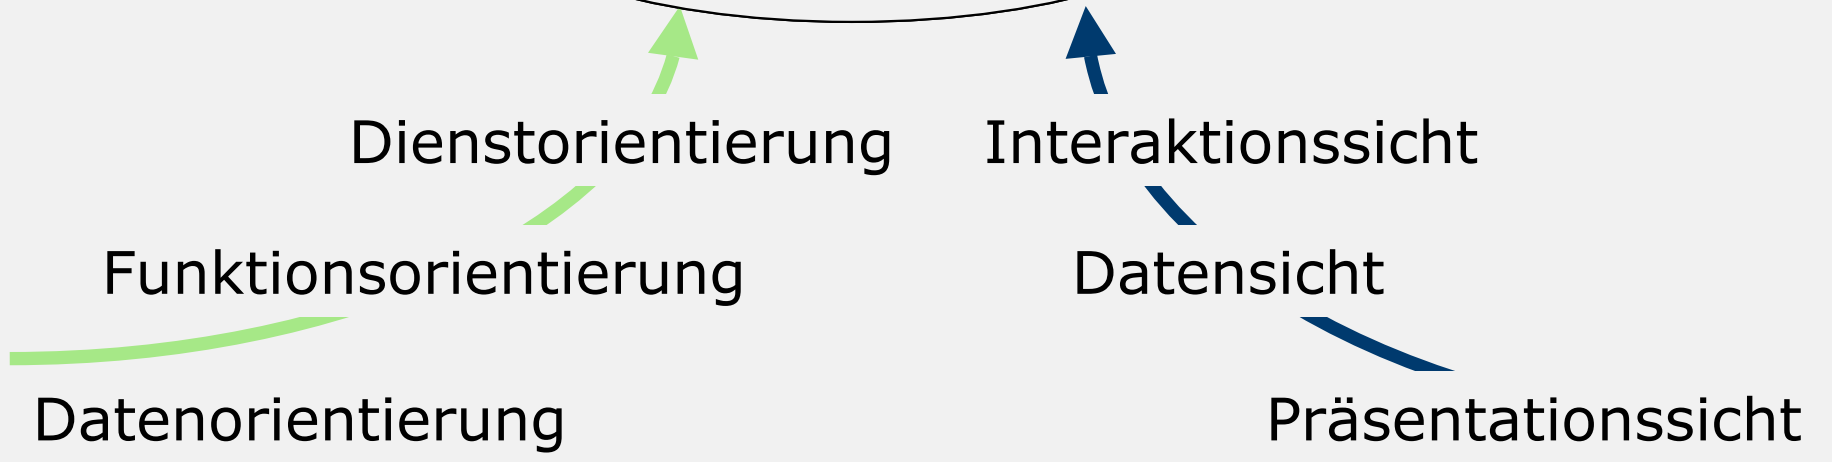 Dienstorientierung
Interaktionssicht
Funktionsorientierung
Datensicht
Datenorientierung
Präsentationssicht